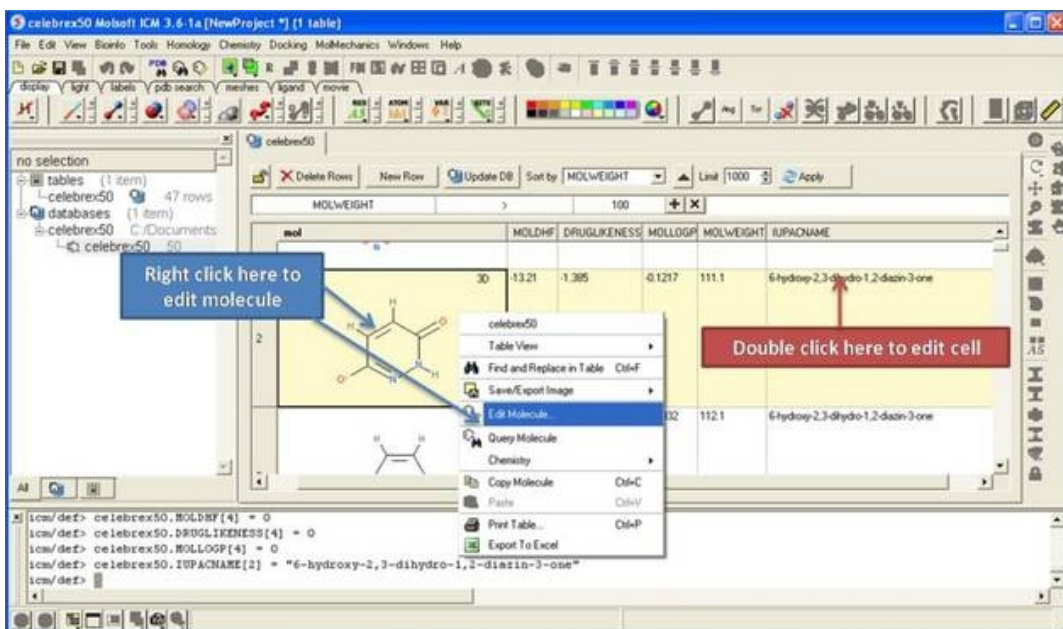 celebrex50 Molsoft ICM 3.6-1a [NewProject *] (1 table)
File Edit View Bioinfo Tools Homology Chemistry Docking MolMechanics Windows Help
display light labels pdb search meshes ligand movie
celebrex50
no selection
tables (1 item)
celebrex50 47 rows
databases (1 item)
celebrex50 C:/Documents
celebrex50 50
Delete Rows New Row Update DB Sort by MOLWEIGHT Limit 1000 Apply
MOLWEIGHT > 100
mol MOLDHF DRUGLIKENESS MOLLOGP MOLWEIGHT IUPACNAME
3D -13.21 -1.385 -0.1217 111.1 6-hydroxy-2,3-dihydro-1,2-diazin-3-one
2
Right click here to
edit molecule
Double click here to edit cell
celebrex50
Table View
Find and Replace in Table Ctrl+F
Save/Export Image
Edit Molecule...
Query Molecule
Chemistry
Copy Molecule Ctrl+C
Paste Ctrl+V
Print Table... Ctrl+P
Export To Excel
112.1 6-hydroxy-2,3-dihydro-1,2-diazin-3-one
All
icm/def> celebrex50.MOLDHF[4] = 0
icm/def> celebrex50.DRUGLIKENESS[4] = 0
icm/def> celebrex50.MOLLOGP[4] = 0
icm/def> celebrex50.IUPACNAME[2] = "6-hydroxy-2,3-dihydro-1,2-diazin-3-one"
icm/def>